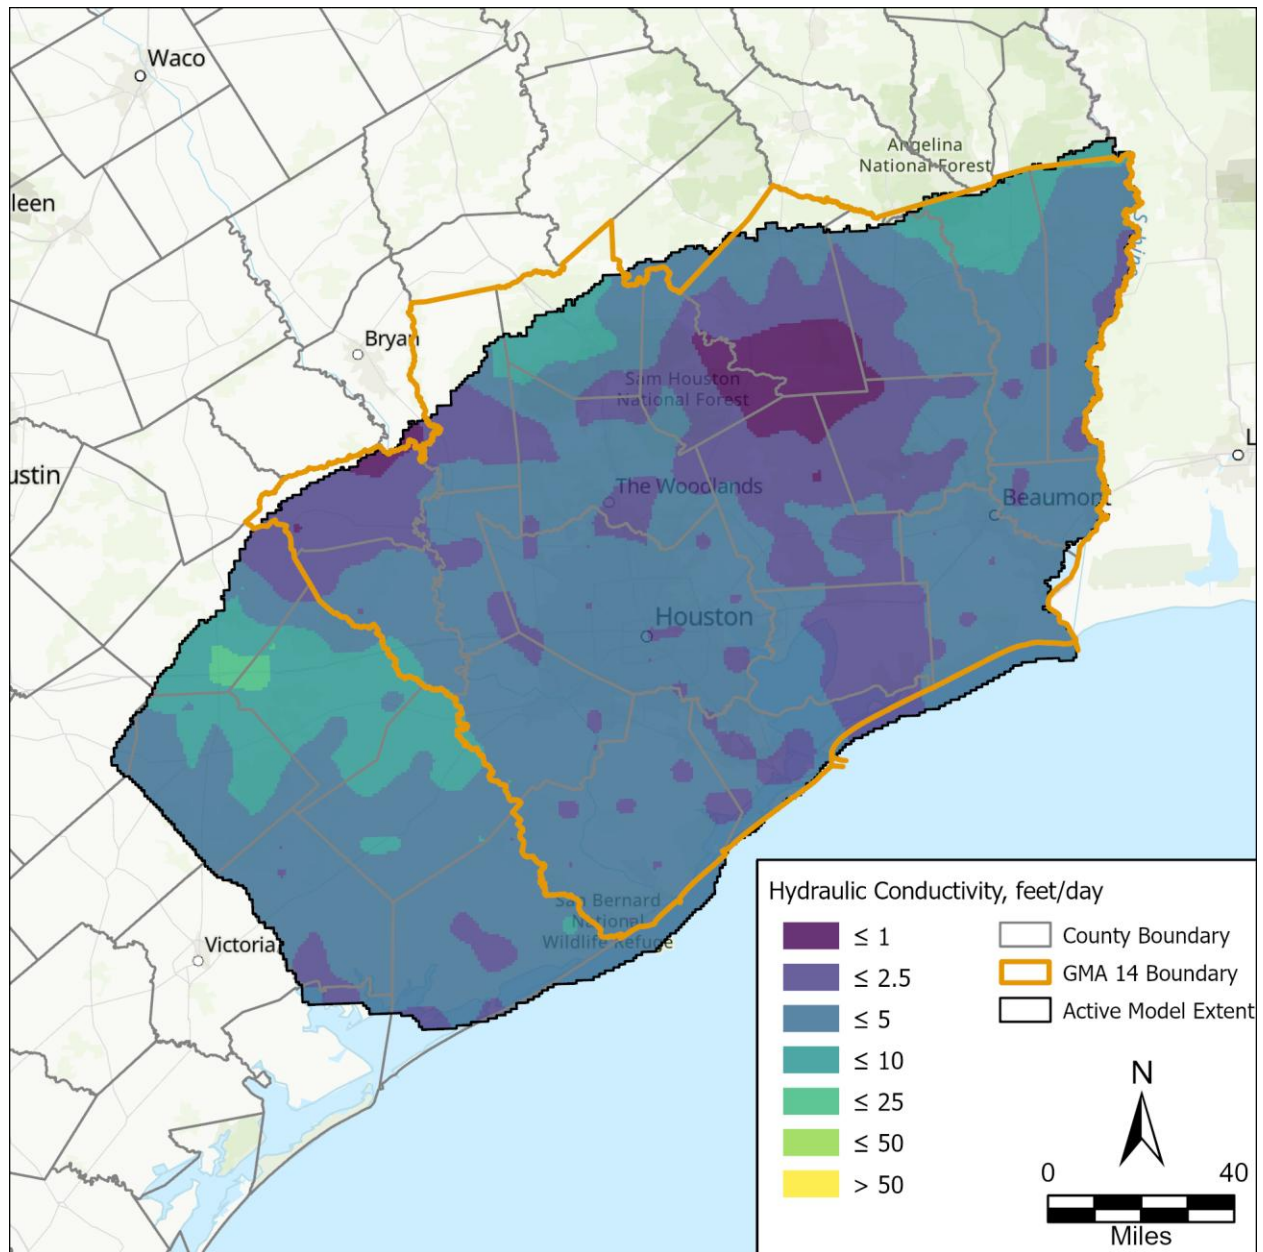 Waco
Angelina
National Forest
leen
Sabine
Bryan
Sam Houston
National Forest
L
ustin
The Woodlands
Beaumont
Houston
San Bernard
National
Wildlife Refuge
Victoria
Hydraulic Conductivity, feet/day
≤ 1
≤ 2.5
≤ 5
≤ 10
≤ 25
≤ 50
> 50
County Boundary
GMA 14 Boundary
Active Model Extent
N
0
40
Miles